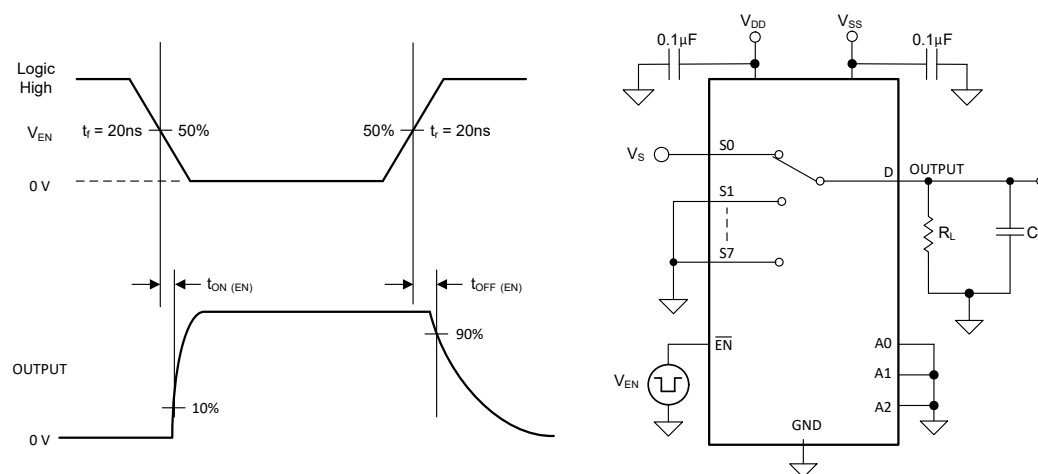 Logic
High
V_EN
t_f = 20ns
50%
50%
t_r = 20ns
0 V
t_ON (EN)
t_OFF (EN)
90%
OUTPUT
10%
0 V
V_DD
V_SS
0.1μF
0.1μF
V_S
S0
S1
S7
D
OUTPUT
R_L
C
EN
V_EN
A0
A1
A2
GND